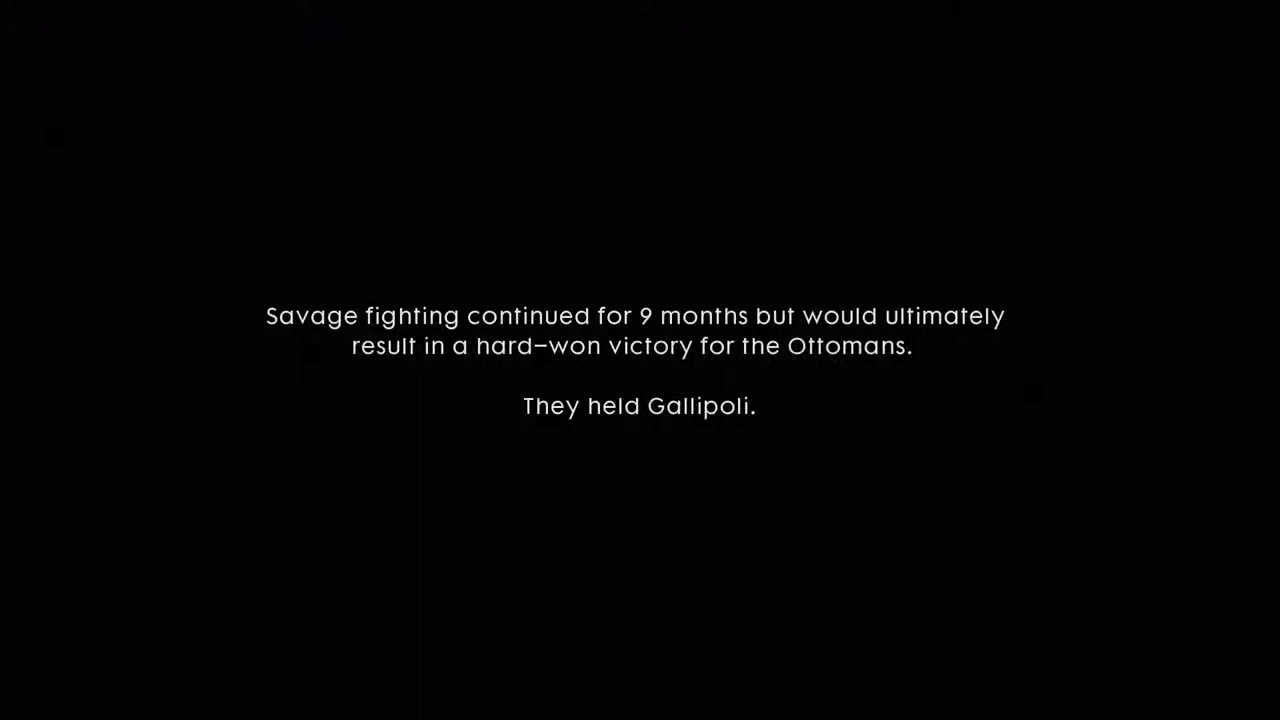 Savage fighting continued for 9 months but would ultimately
result in a hard–won victory for the Ottomans.
They held Gallipoli.